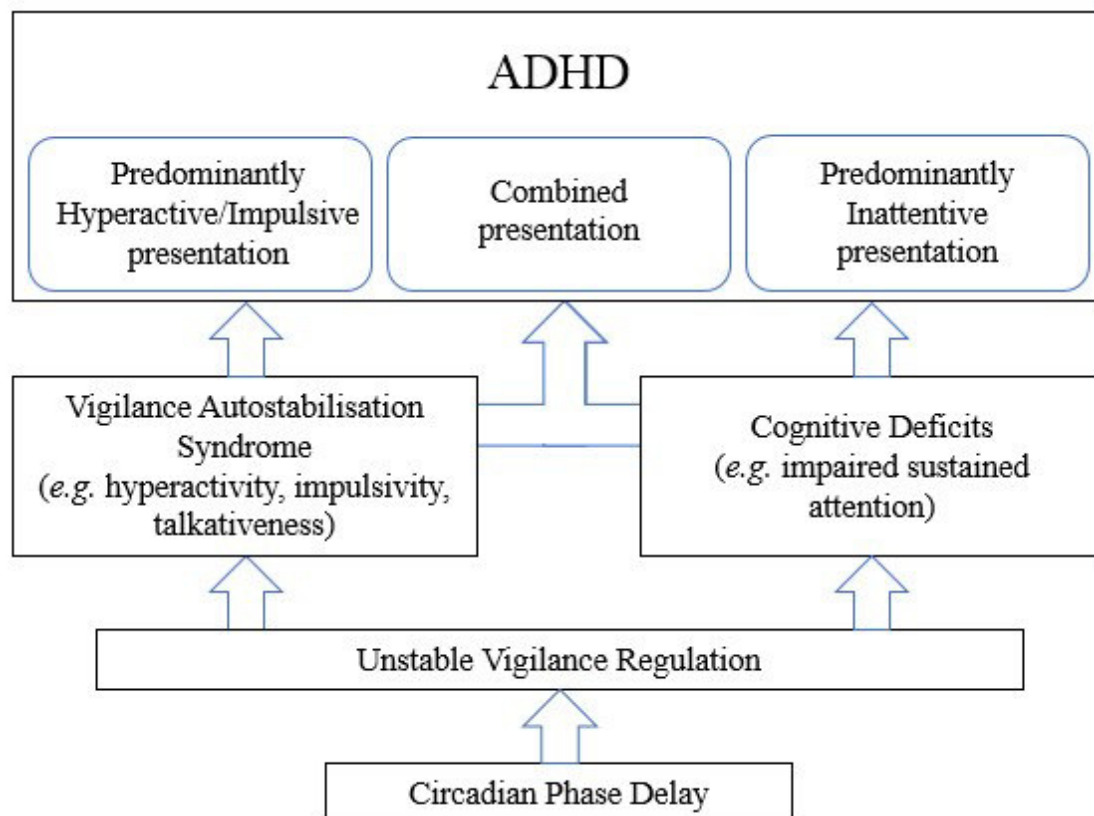 ADHD
Predominantly
Hyperactive/Impulsive
presentation
Combined
presentation
Predominantly
Inattentive
presentation
Vigilance Autostabilisation
Syndrome
(e.g. hyperactivity, impulsivity,
talkativeness)
Cognitive Deficits
(e.g. impaired sustained
attention)
Unstable Vigilance Regulation
Circadian Phase Delay